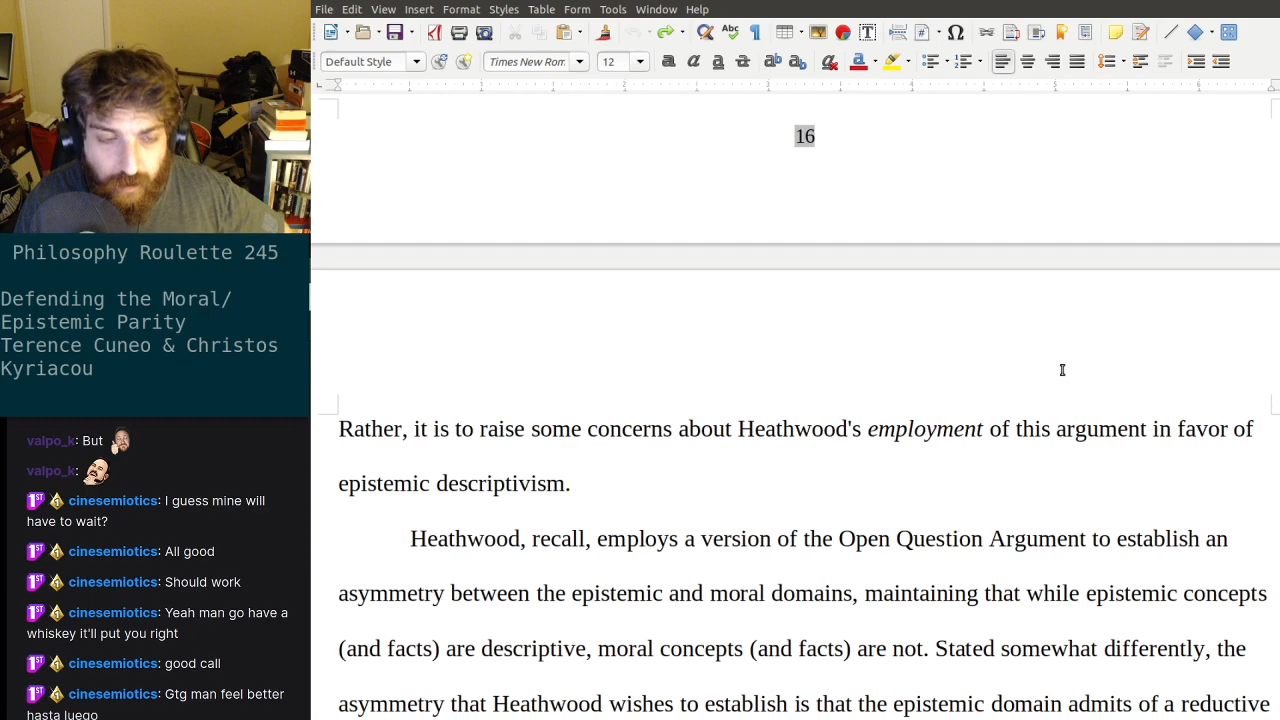 File Edit View Insert Format Styles Table Form Tools Window Help
Default Style
Times New Rom
12
16
Philosophy Roulette 245
Defending the Moral/
Epistemic Parity
Terence Cuneo & Christos
Kyriacou
valpo_k: But
valpo_k:
cinesemiotics: I guess mine will
have to wait?
cinesemiotics: All good
cinesemiotics: Should work
cinesemiotics: Yeah man go have a
whiskey it'll put you right
cinesemiotics: good call
cinesemiotics: Gtg man feel better
hasta luego
Rather, it is to raise some concerns about Heathwood's employment of this argument in favor of
epistemic descriptivism.
Heathwood, recall, employs a version of the Open Question Argument to establish an
asymmetry between the epistemic and moral domains, maintaining that while epistemic concepts
(and facts) are descriptive, moral concepts (and facts) are not. Stated somewhat differently, the
asymmetry that Heathwood wishes to establish is that the epistemic domain admits of a reductive